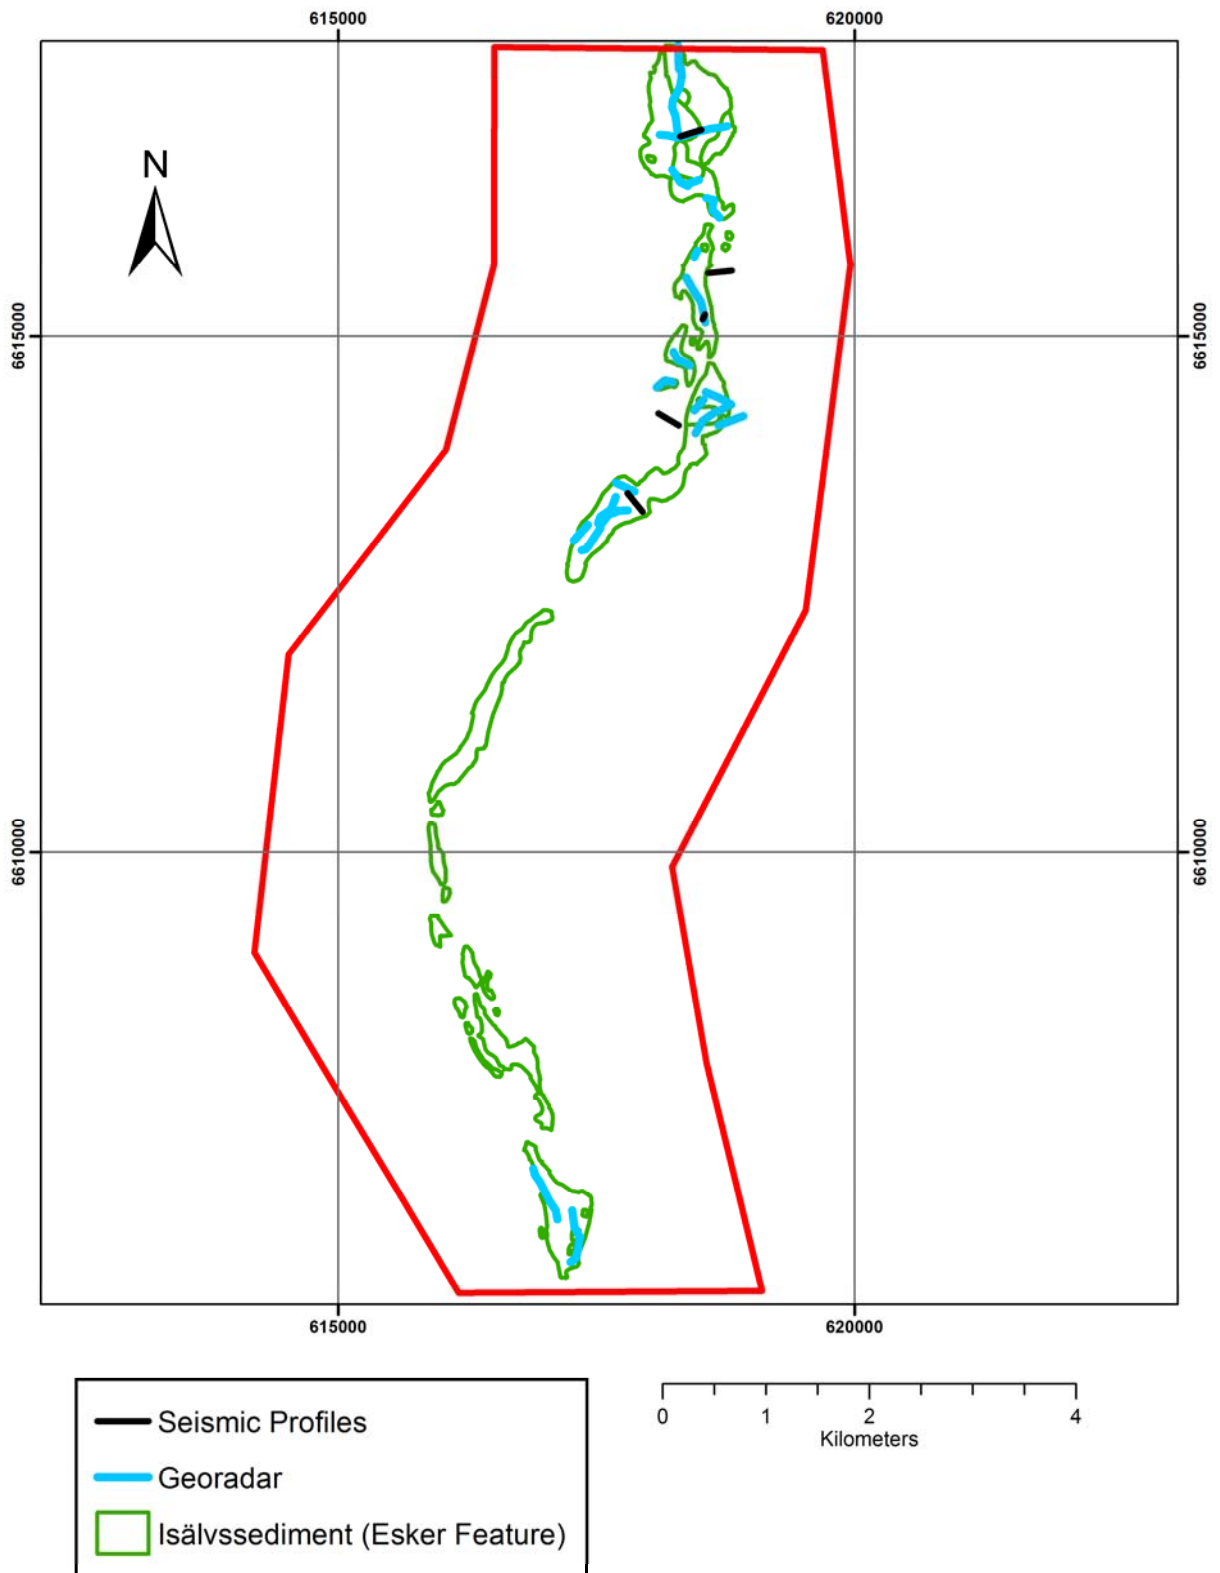 615000 620000
N
6615000 6615000
6610000 6610000
615000 620000
0 1 2 4
Kilometers
Seismic Profiles
Georadar
Isälvssediment (Esker Feature)